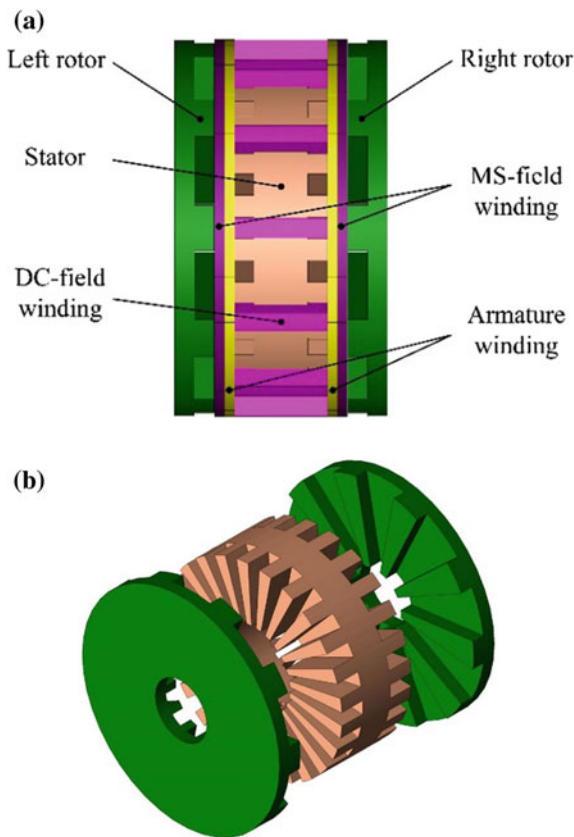 (a)
Left rotor
Right rotor
Stator
MS-field
winding
DC-field
winding
Armature
winding
(b)